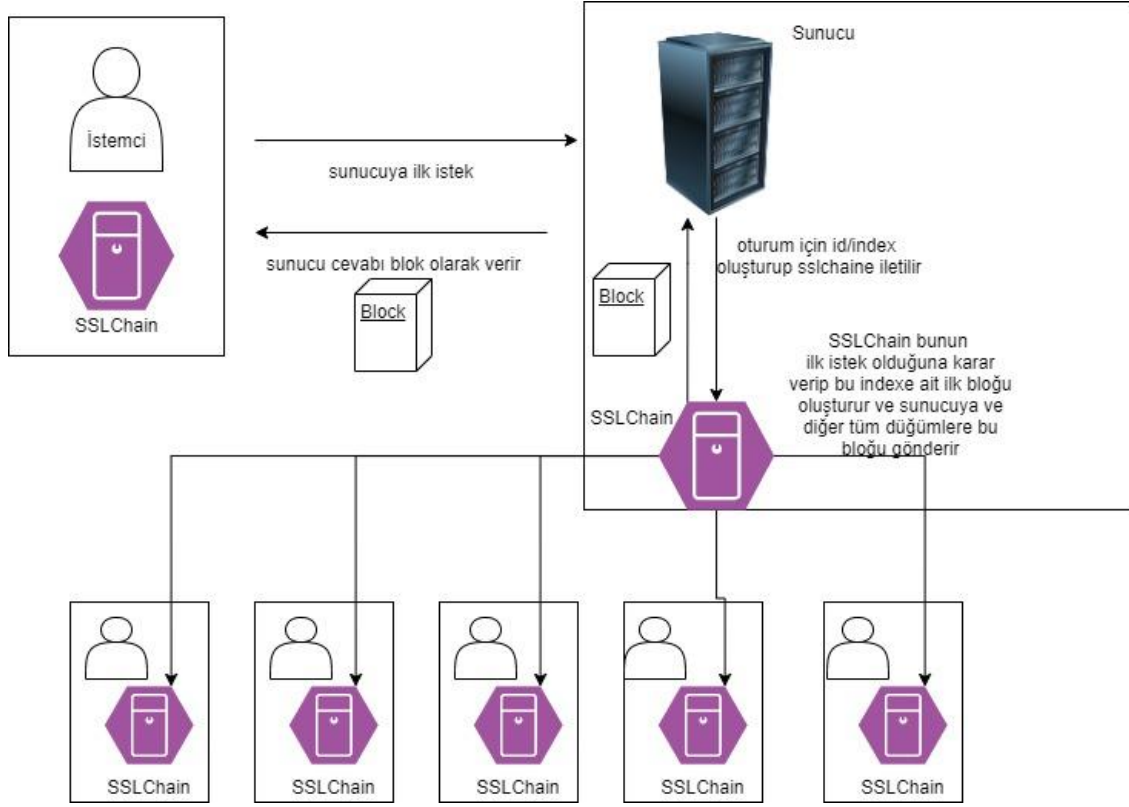 İstemci
SSLChain
sunucuya ilk istek
sunucu cevabı blok olarak verir
Block
Sunucu
oturum için id/index
oluşturup sslchaine iletilir
Block
SSLChain
SSLChain bunun
ilk istek olduğuna karar
verip bu indexe ait ilk bloğu
oluşturur ve sunucuya ve
diğer tüm düğümlere bu
bloğu gönderir
SSLChain
SSLChain
SSLChain
SSLChain
SSLChain